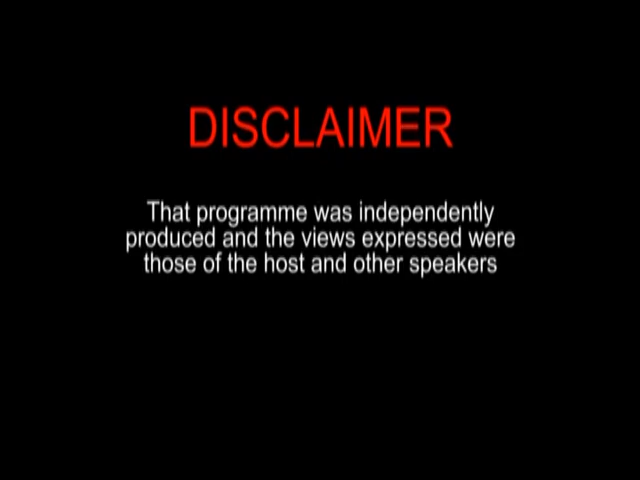 DISCLAIMER
That programme was independently
produced and the views expressed were
those of the host and other speakers